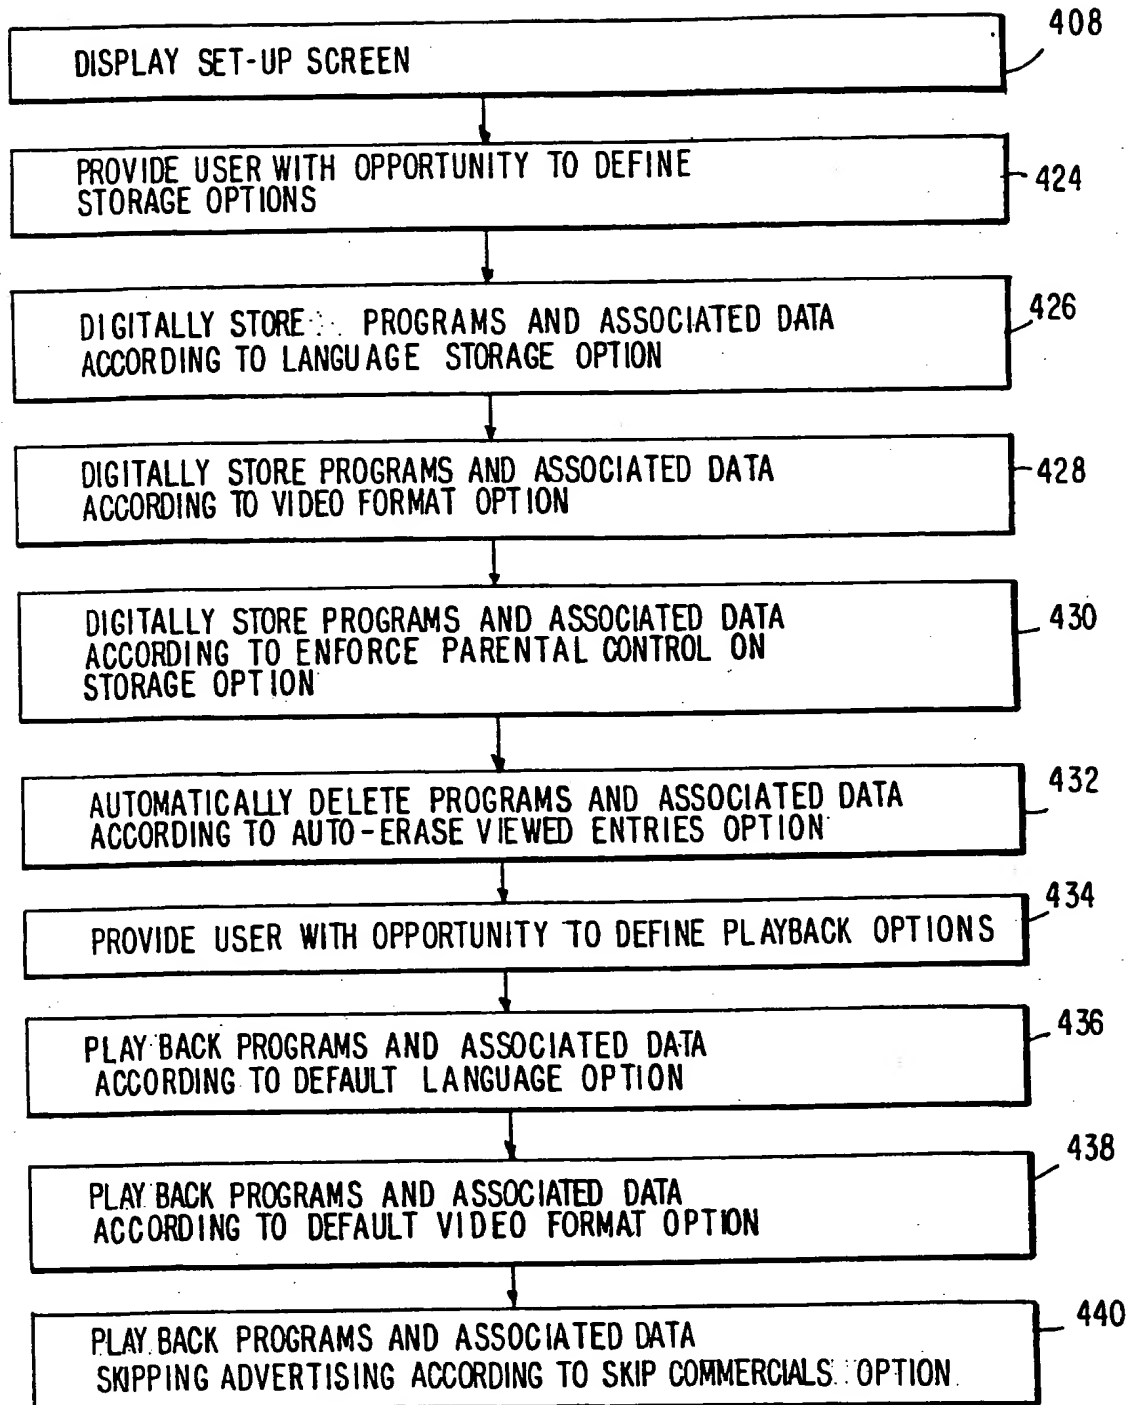 DISPLAY SET-UP SCREEN
408
PROVIDE USER WITH OPPORTUNITY TO DEFINE
STORAGE OPTIONS
424
DIGITALLY STORE PROGRAMS AND ASSOCIATED DATA
ACCORDING TO LANGUAGE STORAGE OPTION
426
DIGITALLY STORE PROGRAMS AND ASSOCIATED DATA
ACCORDING TO VIDEO FORMAT OPTION
428
DIGITALLY STORE PROGRAMS AND ASSOCIATED DATA
ACCORDING TO ENFORCE PARENTAL CONTROL ON
STORAGE OPTION
430
AUTOMATICALLY DELETE PROGRAMS AND ASSOCIATED DATA
ACCORDING TO AUTO-ERASE VIEWED ENTRIES OPTION
432
PROVIDE USER WITH OPPORTUNITY TO DEFINE PLAYBACK OPTIONS
434
PLAY BACK PROGRAMS AND ASSOCIATED DATA
ACCORDING TO DEFAULT LANGUAGE OPTION
436
PLAY BACK PROGRAMS AND ASSOCIATED DATA
ACCORDING TO DEFAULT VIDEO FORMAT OPTION
438
PLAY BACK PROGRAMS AND ASSOCIATED DATA
SKIPPING ADVERTISING ACCORDING TO SKIP COMMERCIALS OPTION
440